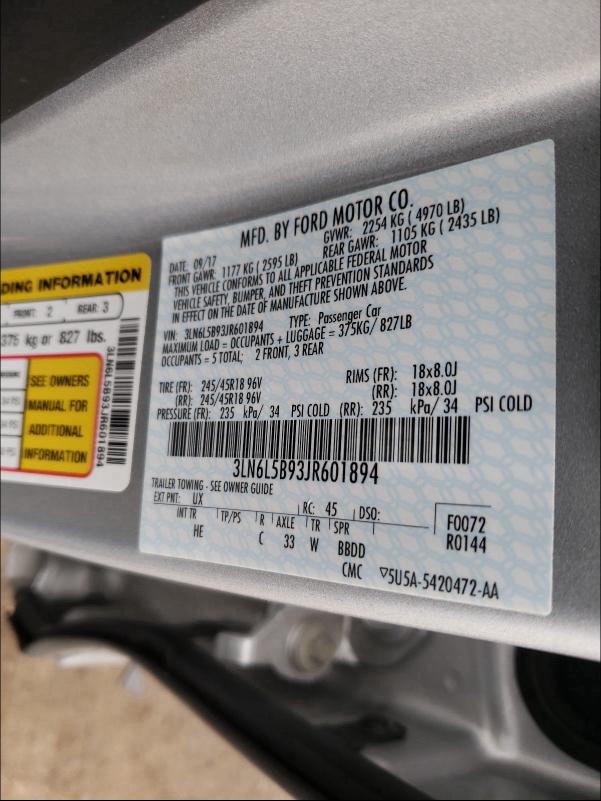 MFD. BY FORD MOTOR CO.
DATE: 09/17 GVWR: 2254 KG ( 4970 LB)
FRONT GAWR: 1177 KG ( 2595 LB) REAR GAWR: 1105 KG ( 2435 LB)
THIS VEHICLE CONFORMS TO ALL APPLICABLE FEDERAL MOTOR
VEHICLE SAFETY, BUMPER, AND THEFT PREVENTION STANDARDS
IN EFFECT ON THE DATE OF MANUFACTURE SHOWN ABOVE.
VIN: 3LN6L5B93JR601894 TYPE: Passenger Car
MAXIMUM LOAD = OCCUPANTS + LUGGAGE = 375KG/ 827LB
OCCUPANTS = 5 TOTAL; 2 FRONT, 3 REAR
TIRE (FR): 245/45R18 96V RIMS (FR): 18x8.0J
(RR): 245/45R18 96V (RR): 18x8.0J
PRESSURE (FR): 235 kPa/ 34 PSI COLD (RR): 235 kPa/ 34 PSI COLD
3LN6L5B93JR601894
TRAILER TOWING - SEE OWNER GUIDE
EXT PNT: UX RC: 45 DSO: F0072
INT TR TP/PS R AXLE TR SPR R0144
HE C 33 W BBDD
CMC ▽5U5A-5420472-AA
DING INFORMATION
FRONT: 2 REAR: 3
375 kg or 827 lbs.
SEE OWNERS
MANUAL FOR
ADDITIONAL
INFORMATION
3LN6L5B93JR601894